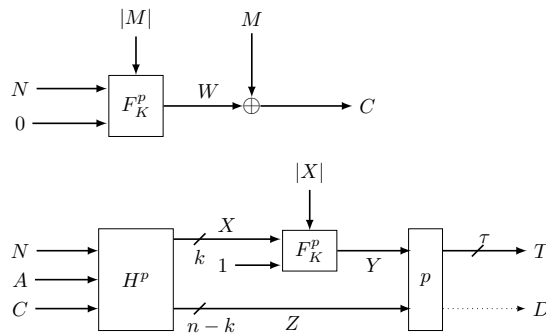 |M| M
N
F_K^p W ⊕ C
0
|X|
X
N k F_K^p τ T
1 Y
A H^p p
C D
n − k Z